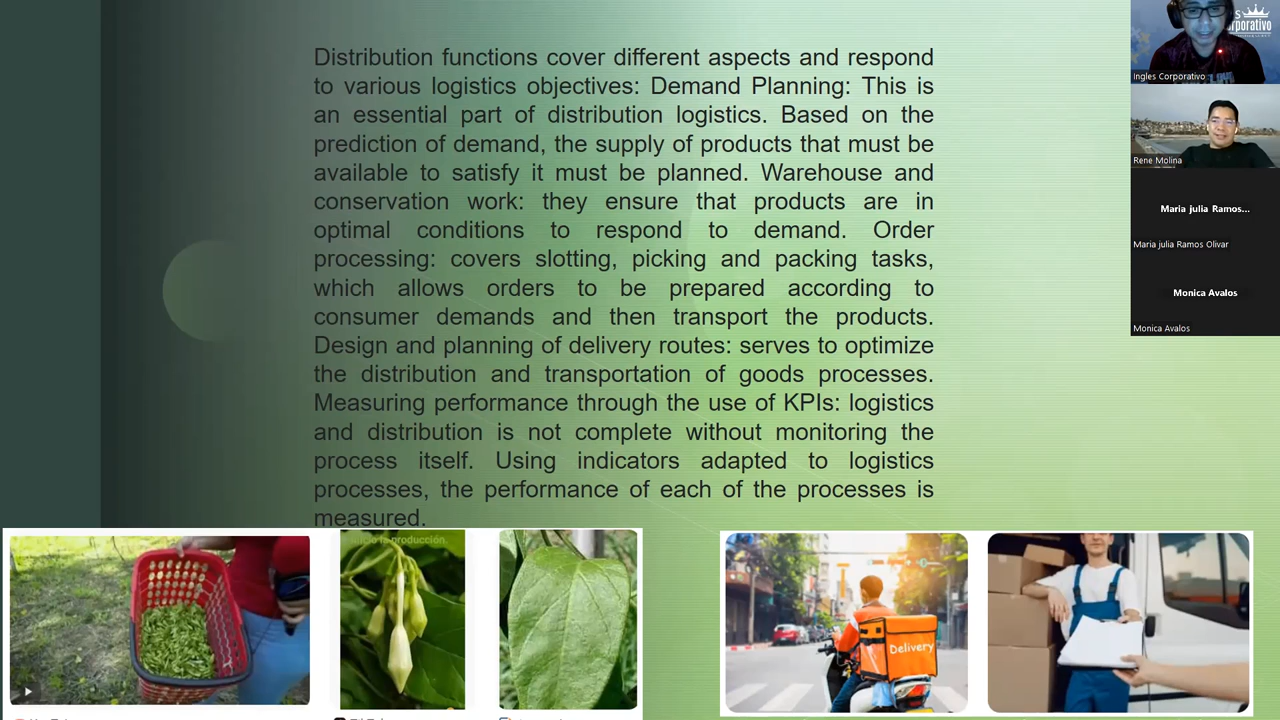 Distribution functions cover different aspects and respond
to various logistics objectives: Demand Planning: This is
an essential part of distribution logistics. Based on the
prediction of demand, the supply of products that must be
available to satisfy it must be planned. Warehouse and
conservation work: they ensure that products are in
optimal conditions to respond to demand. Order
processing: covers slotting, picking and packing tasks,
which allows orders to be prepared according to
consumer demands and then transport the products.
Design and planning of delivery routes: serves to optimize
the distribution and transportation of goods processes.
Measuring performance through the use of KPIs: logistics
and distribution is not complete without monitoring the
process itself. Using indicators adapted to logistics
processes, the performance of each of the processes is
measured.
Ingles Corporativo
Rene Molina
Maria julia Ramos...
Maria julia Ramos Olivar
Monica Avalos
Monica Avalos
producción.
Delivery